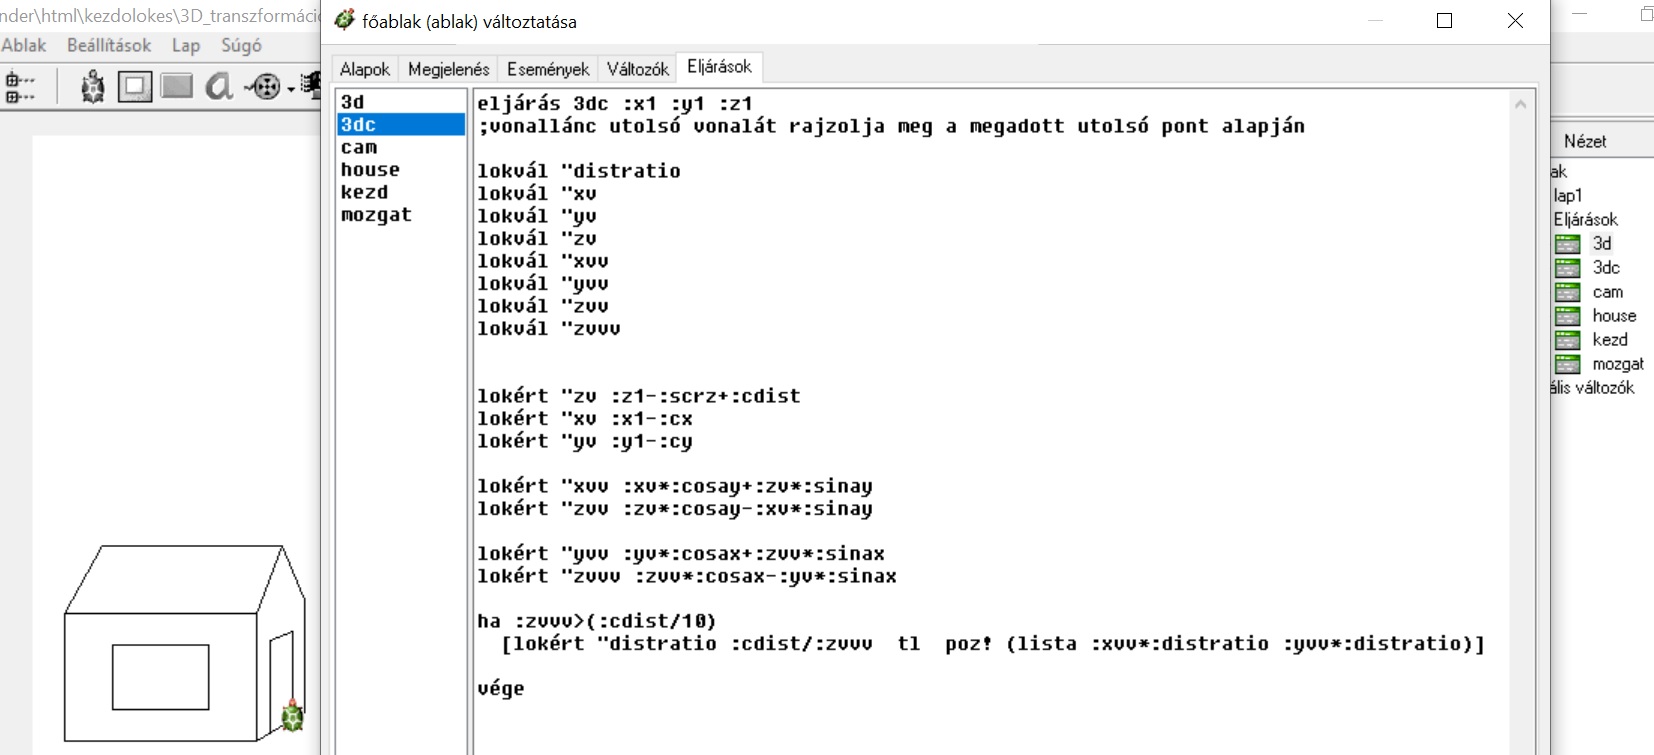 nder\html\kezdolokes\3D_transzformáci
főablak (ablak) változtatása
Ablak Beállítások Lap Súgó
Alapok Megjelenés Események Változók Eljárások
3d
3dc
cam
house
kezd
mozgat
eljárás 3dc :x1 :y1 :z1
;vonallánc utolsó vonalát rajzolja meg a megadott utolsó pont alapján
lokvál "distratio
lokvál "xv
lokvál "yv
lokvál "zv
lokvál "xvv
lokvál "yvv
lokvál "zvv
lokvál "zvvv
lokért "zv :z1-:scrz+:cdist
lokért "xv :x1-:cx
lokért "yv :y1-:cy
lokért "xvv :xv*:cosay+:zv*:sinay
lokért "zvv :zv*:cosay-:xv*:sinay
lokért "yvv :yv*:cosax+:zvv*:sinax
lokért "zvvv :zvv*:cosax-:yv*:sinax
ha :zvvv>(:cdist/10)
[lokért "distratio :cdist/:zvvv tl poz! (lista :xvv*:distratio :yvv*:distratio)]
vége
Nézet
ak
lap1
Eljárások
3d
3dc
cam
house
kezd
mozgat
ális változók